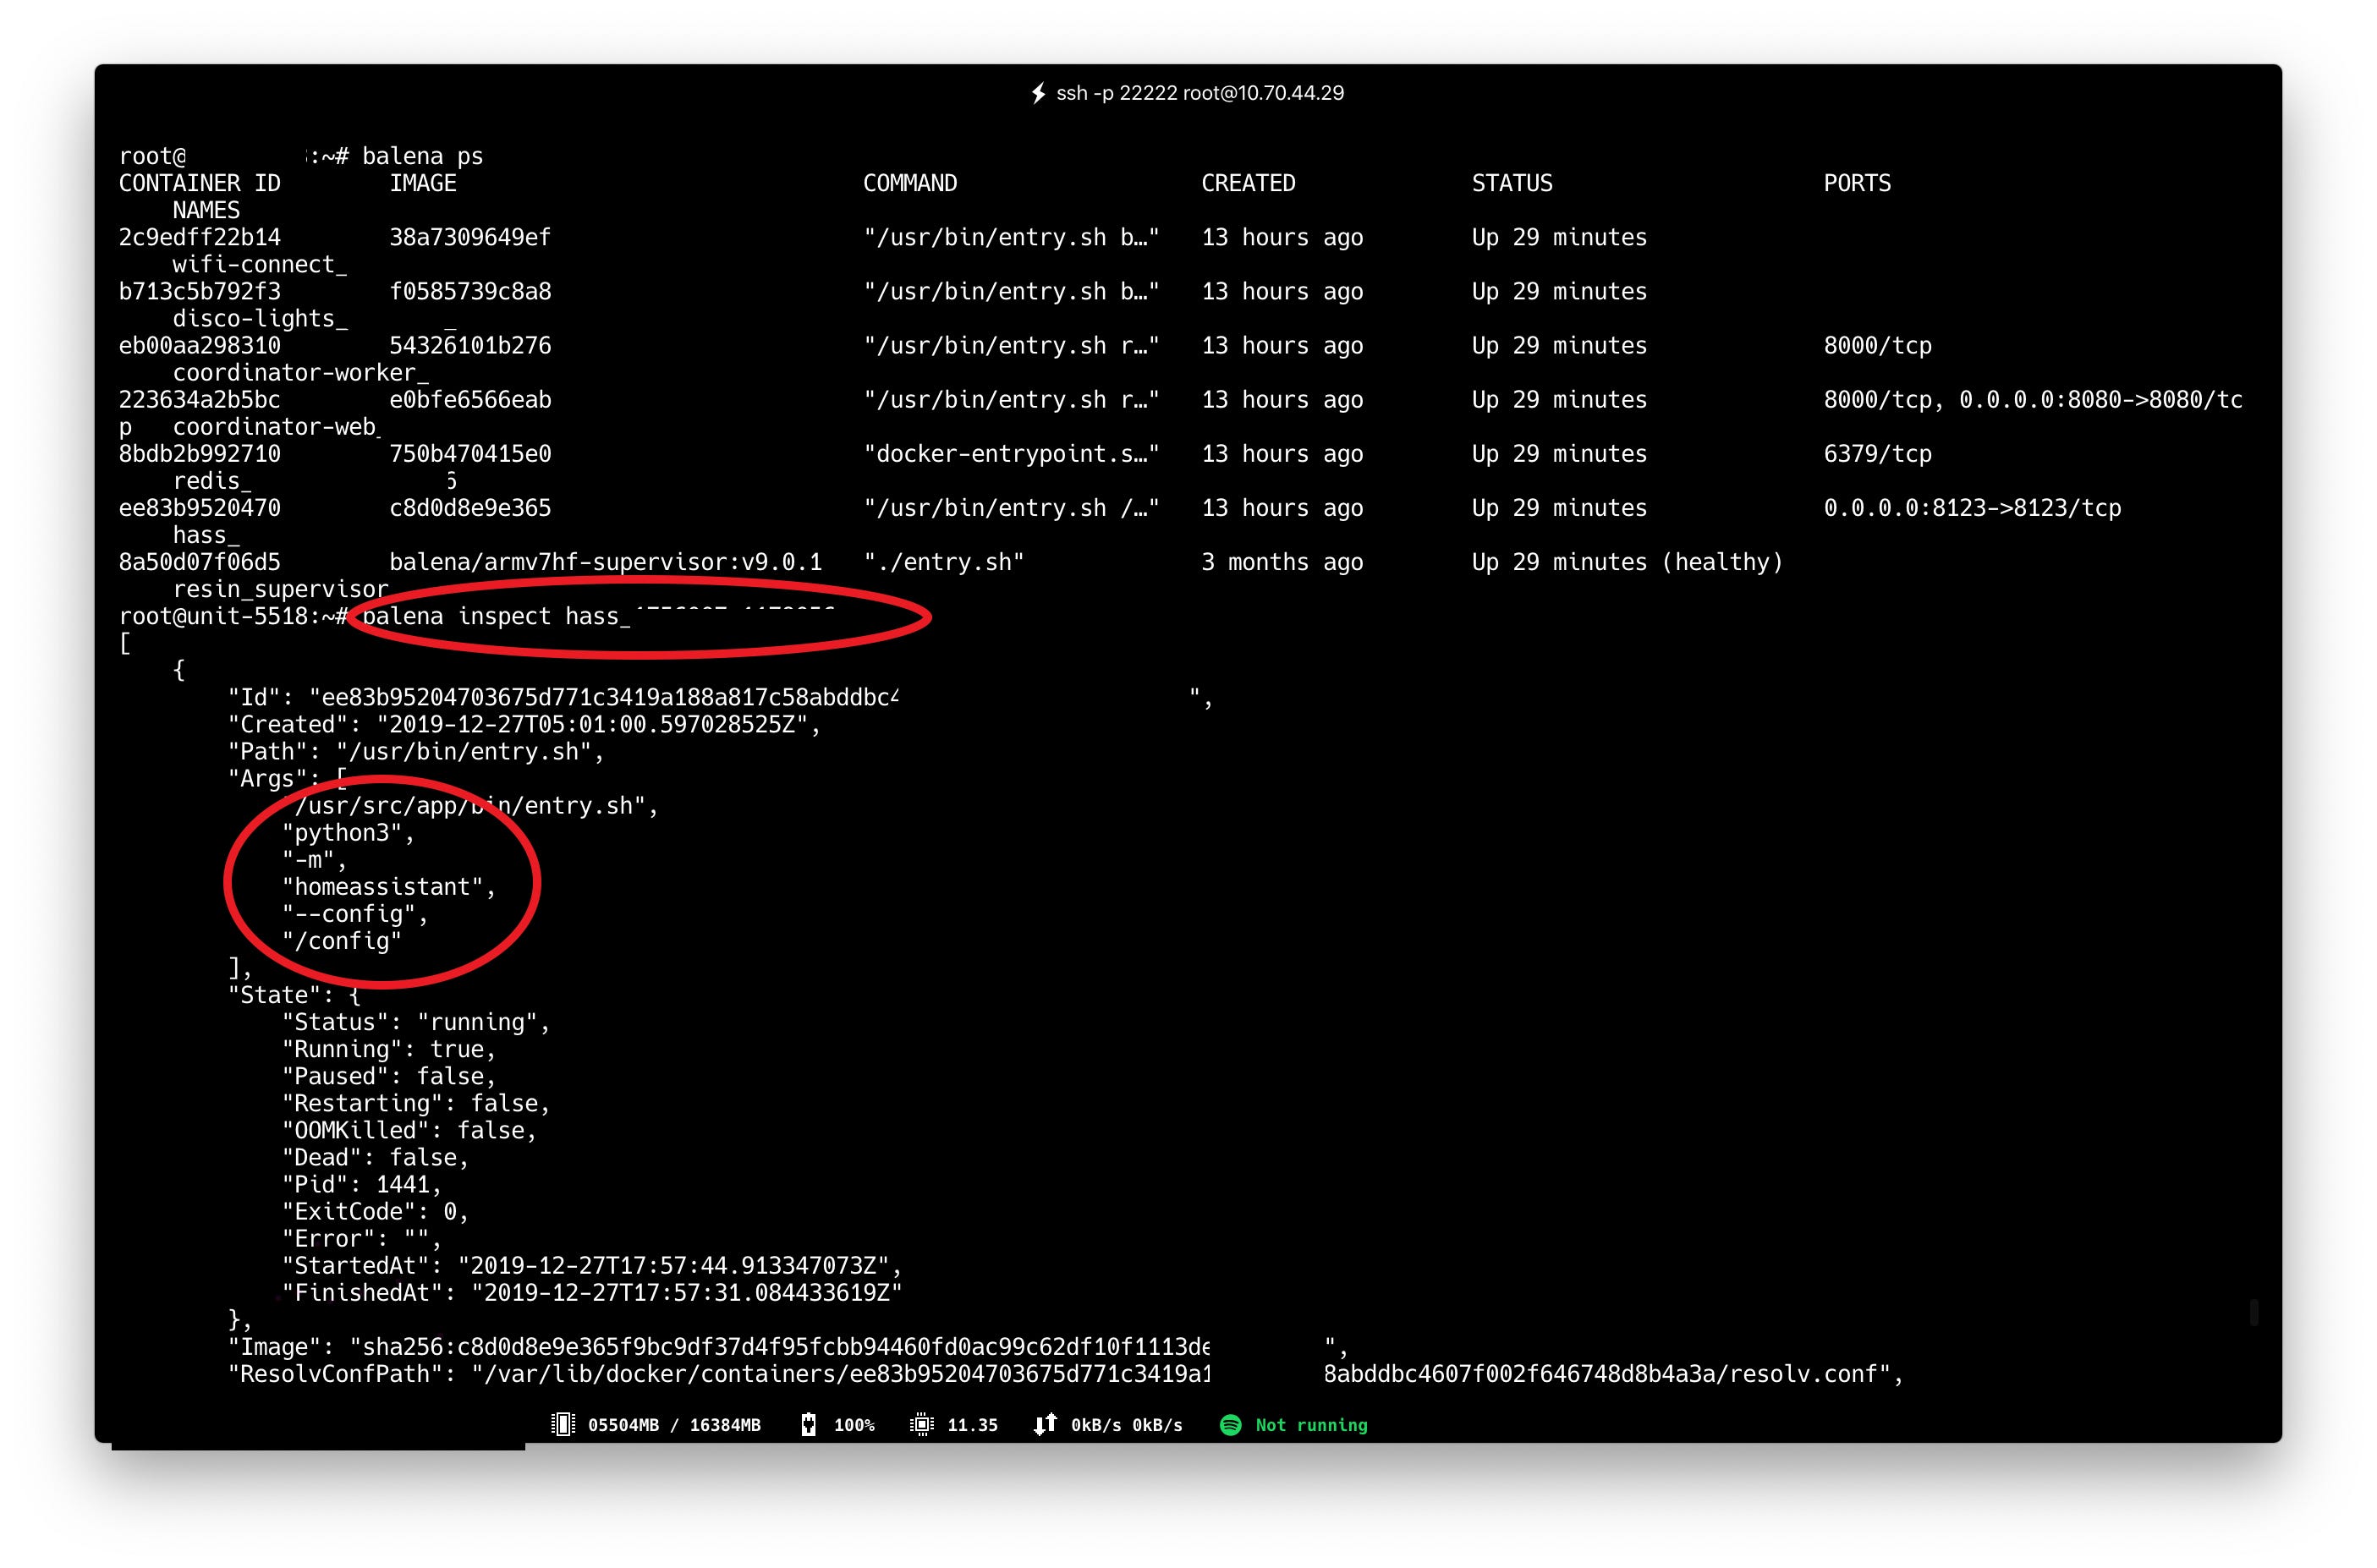 ssh -p 22222 root@10.70.44.29
root@ :~# balena ps
CONTAINER ID IMAGE COMMAND CREATED STATUS PORTS
NAMES
2c9edff22b14 38a7309649ef "/usr/bin/entry.sh b…" 13 hours ago Up 29 minutes
wifi-connect_
b713c5b792f3 f0585739c8a8 "/usr/bin/entry.sh b…" 13 hours ago Up 29 minutes
disco-lights_ _
eb00aa298310 54326101b276 "/usr/bin/entry.sh r…" 13 hours ago Up 29 minutes 8000/tcp
coordinator-worker_
223634a2b5bc e0bfe6566eab "/usr/bin/entry.sh r…" 13 hours ago Up 29 minutes 8000/tcp, 0.0.0.0:8080->8080/tc
p coordinator-web_
8bdb2b992710 750b470415e0 "docker-entrypoint.s…" 13 hours ago Up 29 minutes 6379/tcp
redis_
ee83b9520470 c8d0d8e9e365 "/usr/bin/entry.sh /…" 13 hours ago Up 29 minutes 0.0.0.0:8123->8123/tcp
hass_
8a50d07f06d5 balena/armv7hf-supervisor:v9.0.1 "./entry.sh" 3 months ago Up 29 minutes (healthy)
resin_supervisor
root@unit-5518:~# balena inspect hass_
[
{
"Id": "ee83b95204703675d771c3419a188a817c58abddbc ",
"Created": "2019-12-27T05:01:00.597028525Z",
"Path": "/usr/bin/entry.sh",
"Args": [
"/usr/src/app/bin/entry.sh",
"python3",
"-m",
"homeassistant",
"--config",
"/config"
],
"State": {
"Status": "running",
"Running": true,
"Paused": false,
"Restarting": false,
"OOMKilled": false,
"Dead": false,
"Pid": 1441,
"ExitCode": 0,
"Error": "",
"StartedAt": "2019-12-27T17:57:44.913347073Z",
"FinishedAt": "2019-12-27T17:57:31.084433619Z"
},
"Image": "sha256:c8d0d8e9e365f9bc9df37d4f95fcbb94460fd0ac99c62df10f1113de ",
"ResolvConfPath": "/var/lib/docker/containers/ee83b95204703675d771c3419a1 8abddbc4607f002f646748d8b4a3a/resolv.conf",
05504MB / 16384MB 100% 11.35 0kB/s 0kB/s Not running